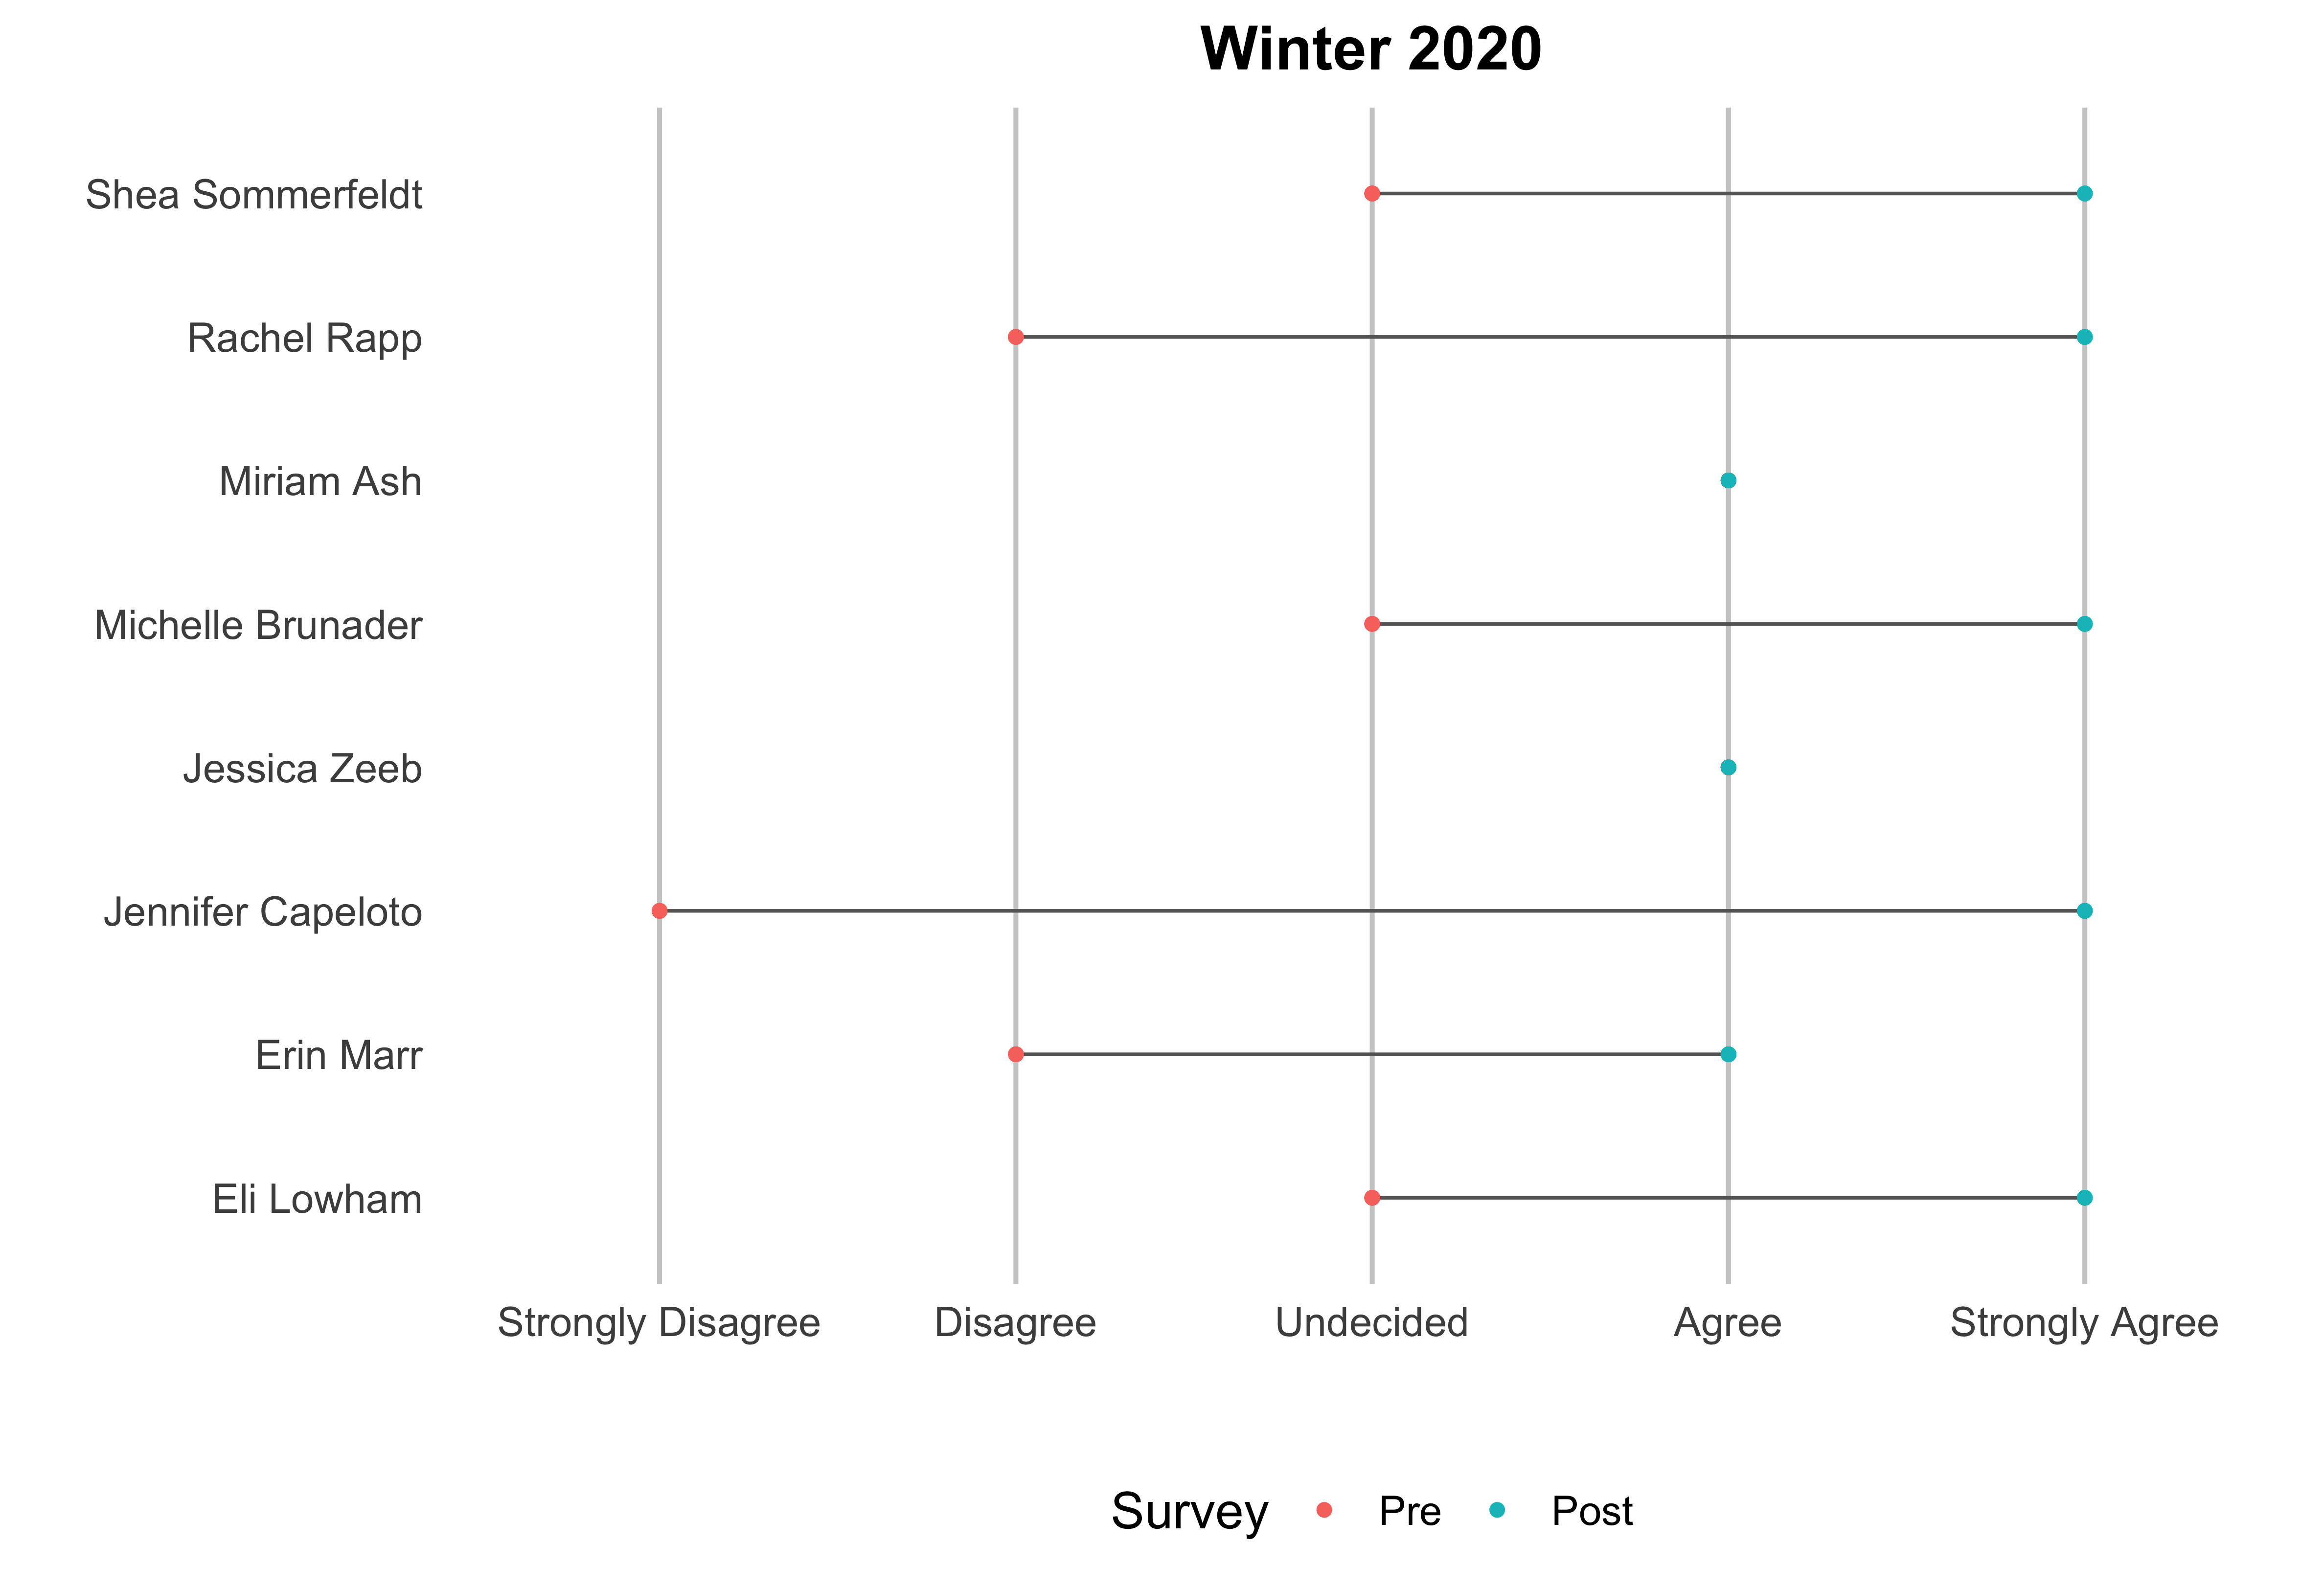 Winter 2020
Shea Sommerfeldt
Rachel Rapp
Miriam Ash
Michelle Brunader
Jessica Zeeb
Jennifer Capeloto
Erin Marr
Eli Lowham
Strongly Disagree Disagree Undecided Agree Strongly Agree
Survey Pre Post